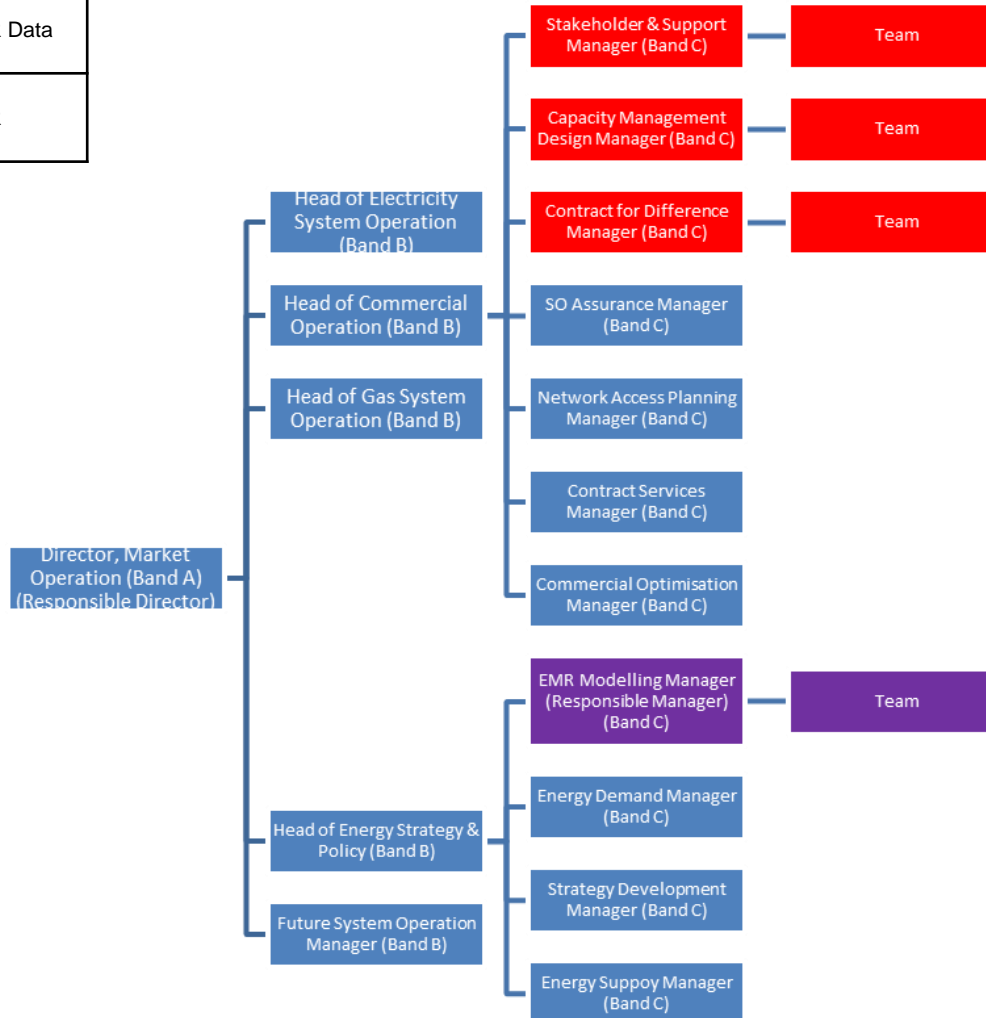 Data
Stakeholder & Support
Manager (Band C)
Team
Capacity Management
Design Manager (Band C)
Team
Head of Electricity
System Operation
(Band B)
Contract for Difference
Manager (Band C)
Team
Head of Commercial
Operation (Band B)
SO Assurance Manager
(Band C)
Head of Gas System
Operation (Band B)
Network Access Planning
Manager (Band C)
Contract Services
Manager (Band C)
Director, Market
Operation (Band A)
(Responsible Director)
Commercial Optimisation
Manager (Band C)
EMR Modelling Manager
(Responsible Manager)
(Band C)
Team
Energy Demand Manager
(Band C)
Head of Energy Strategy &
Policy (Band B)
Strategy Development
Manager (Band C)
Future System Operation
Manager (Band B)
Energy Suppoy Manager
(Band C)